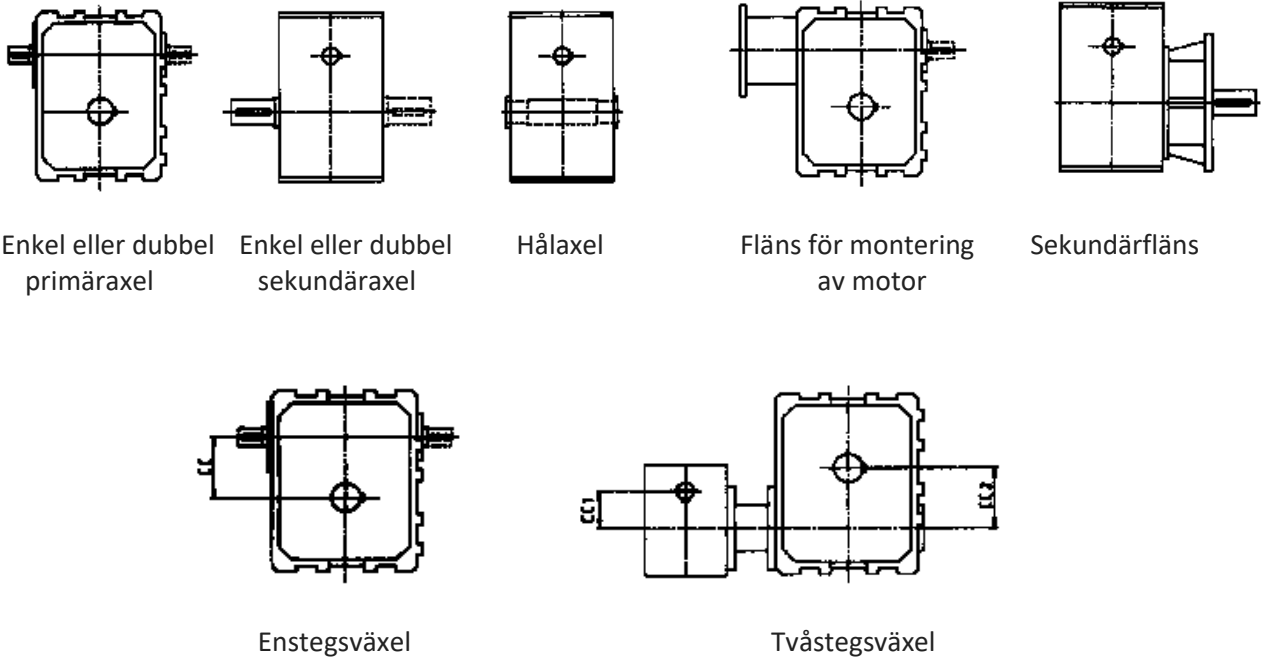 Enkel eller dubbel
primäraxel
Enkel eller dubbel
sekundäraxel
Hålaxel
Fläns för montering
av motor
Sekundärfläns
CC
CC1
CC2
Enstegsväxel
Tvåstegsväxel